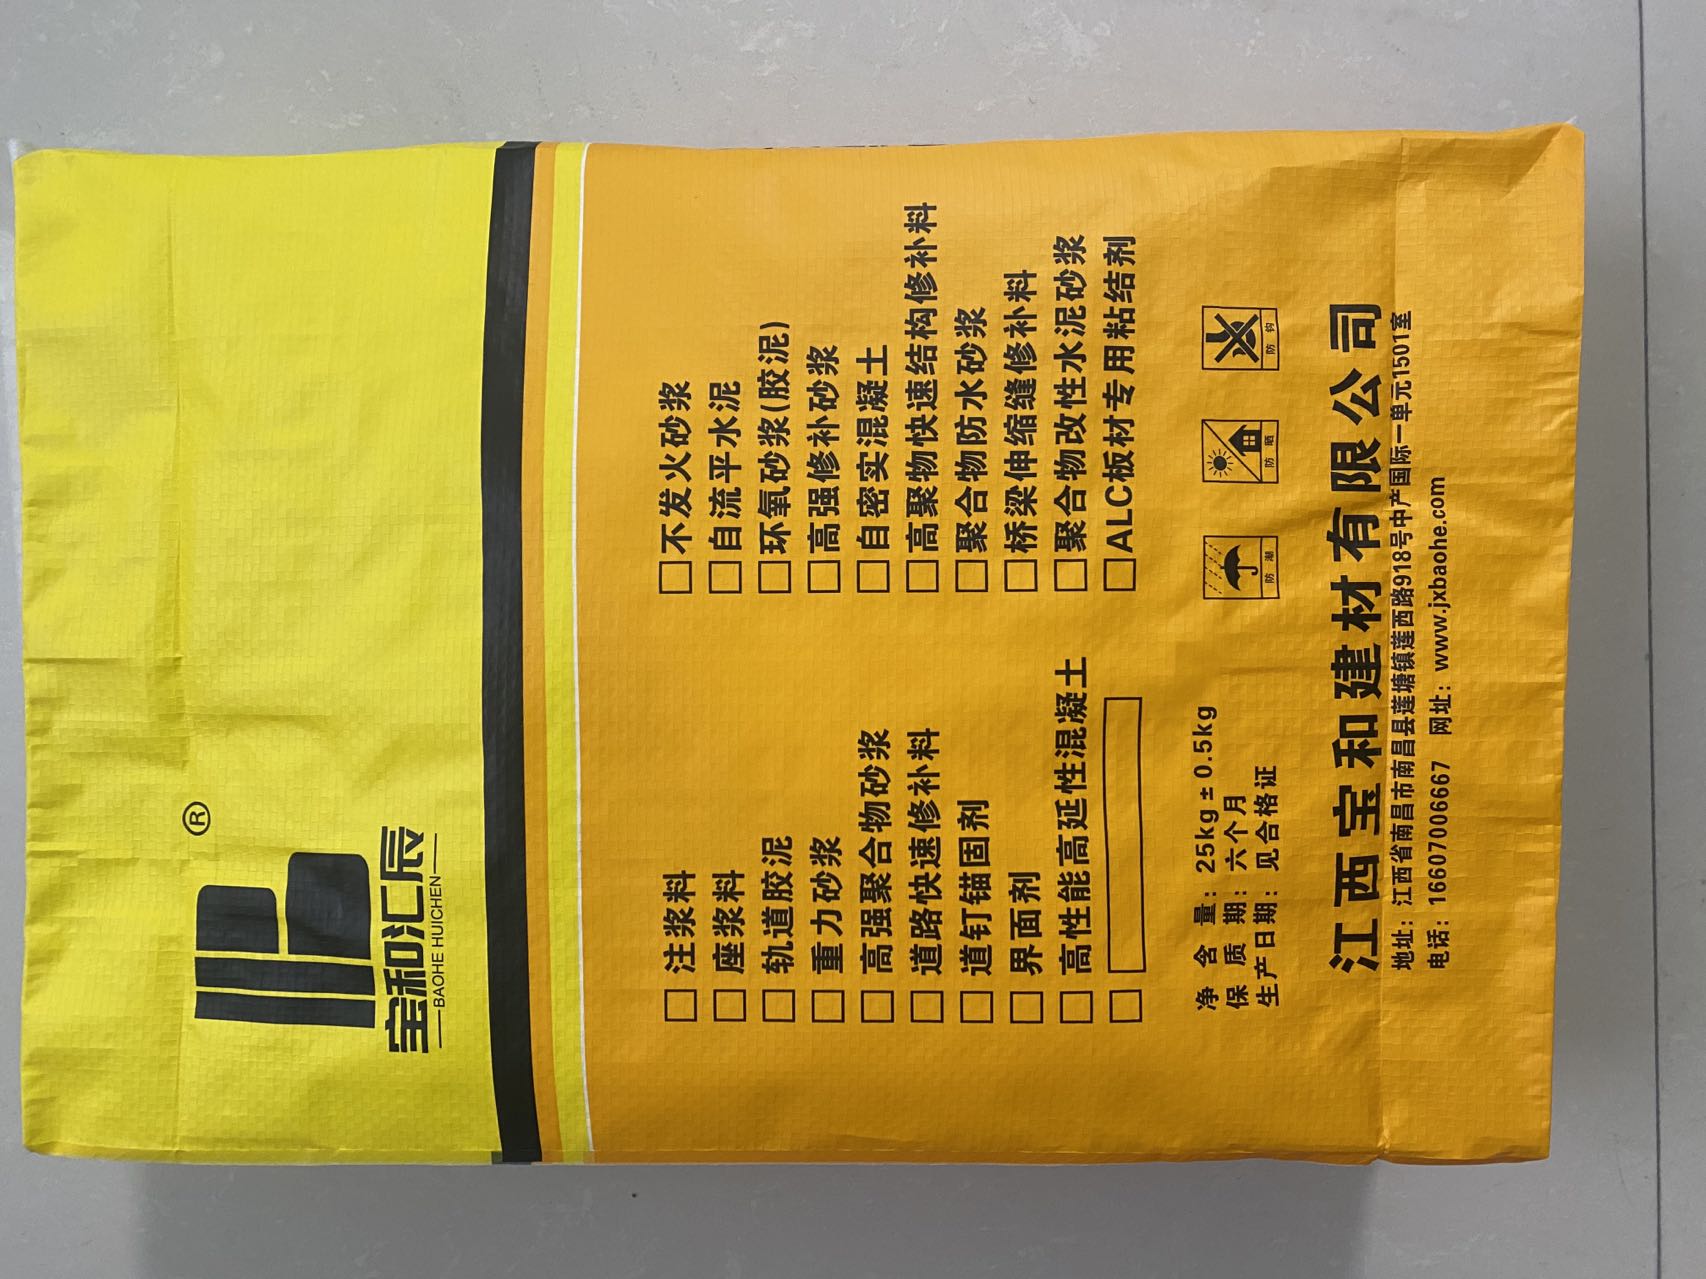 ®
宝和汇辰
BAOHE HUICHEN
□注浆料
□座浆料
□轨道胶泥
□重力砂浆
□高强聚合物砂浆
□道路快速修补料
□道钉锚固剂
□界面剂
□高性能高延性混凝土
□
□不发火砂浆
□自流平水泥
□环氧砂浆(胶泥)
□高强修补砂浆
□自密实混凝土
□高聚物快速结构修补料
□聚合物防水砂浆
□桥梁伸缩缝修补料
□聚合物改性水泥砂浆
□ALC板材专用粘结剂
净含量：25kg±0.5kg
保质期：六个月
生产日期：见合格证
防潮
防晒
防钩
江西宝和建材有限公司
地址：江西省南昌市南昌县莲塘镇莲西路918号中产国际一单元1501室
电话：16607006667 网址：www.jxbaohe.com